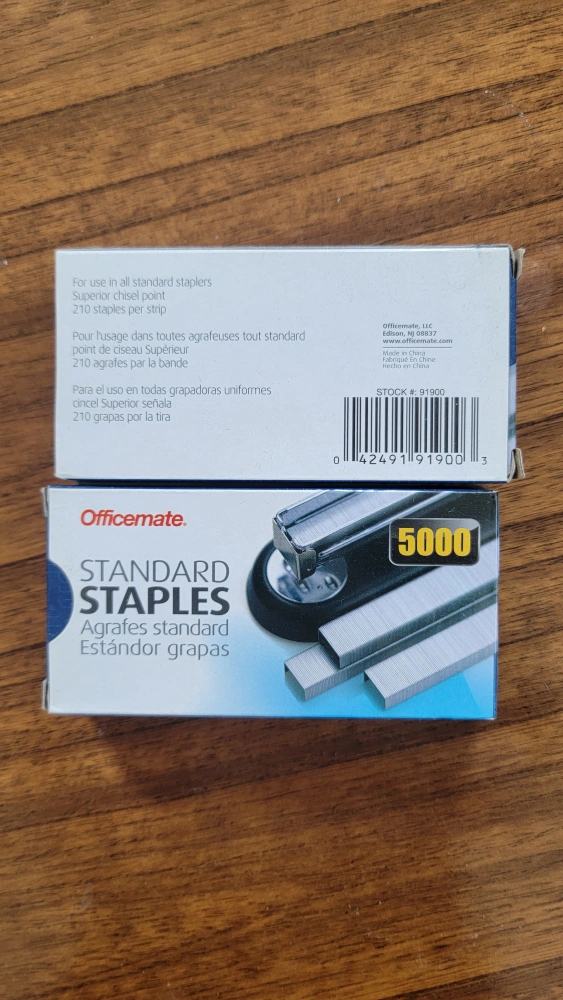 For use in all standard staplers
Superior chisel point
210 staples per strip
Pour l'usage dans toutes agrafeuses tout standard
point de ciseau Supérieur
210 agrafes par la bande
Para el uso en todas grapadoras uniformes
cincel Superior señala
210 grapas por la tira
Officemate, LLC
Edison, NJ 08837
www.officemate.com
Made in China
Fabriqué En Chine
Hecho en China
STOCK #: 91900
0 42491 91900 3
Officemate®
5000
STANDARD
STAPLES
Agrafes standard
Estándor grapas